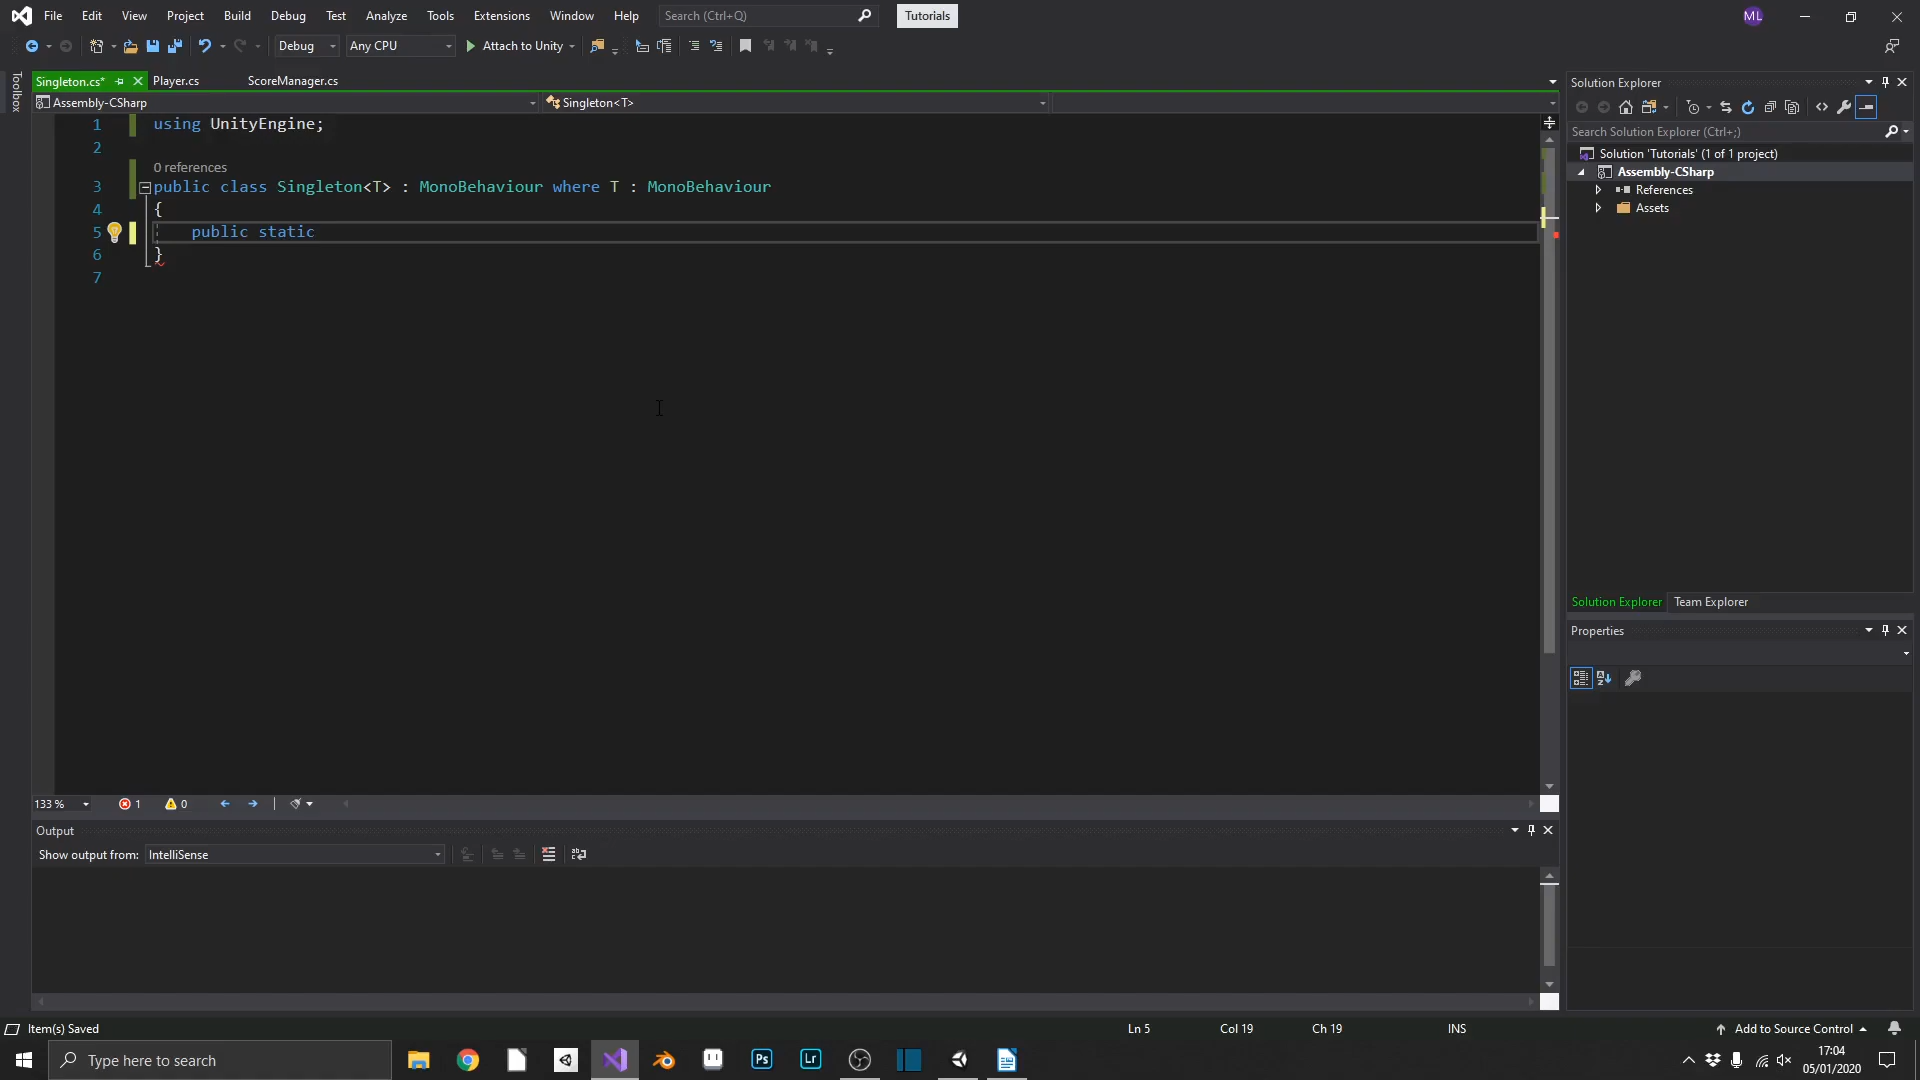 File Edit View Project Build Debug Test Analyze Tools Extensions Window Help Search (Ctrl+Q) Tutorials ML
Debug Any CPU Attach to Unity
Toolbox
Singleton.cs* Player.cs ScoreManager.cs
Assembly-CSharp Singleton<T>
1 using UnityEngine;
2
0 references
3 public class Singleton<T> : MonoBehaviour where T : MonoBehaviour
4 {
5 public static
6 }
7
133 % 1 0
Output
Show output from: IntelliSense
Solution Explorer
Search Solution Explorer (Ctrl+;)
Solution 'Tutorials' (1 of 1 project)
Assembly-CSharp
References
Assets
Solution Explorer Team Explorer
Properties
Item(s) Saved Ln 5 Col 19 Ch 19 INS Add to Source Control
Type here to search Ps Lr
17:04
05/01/2020